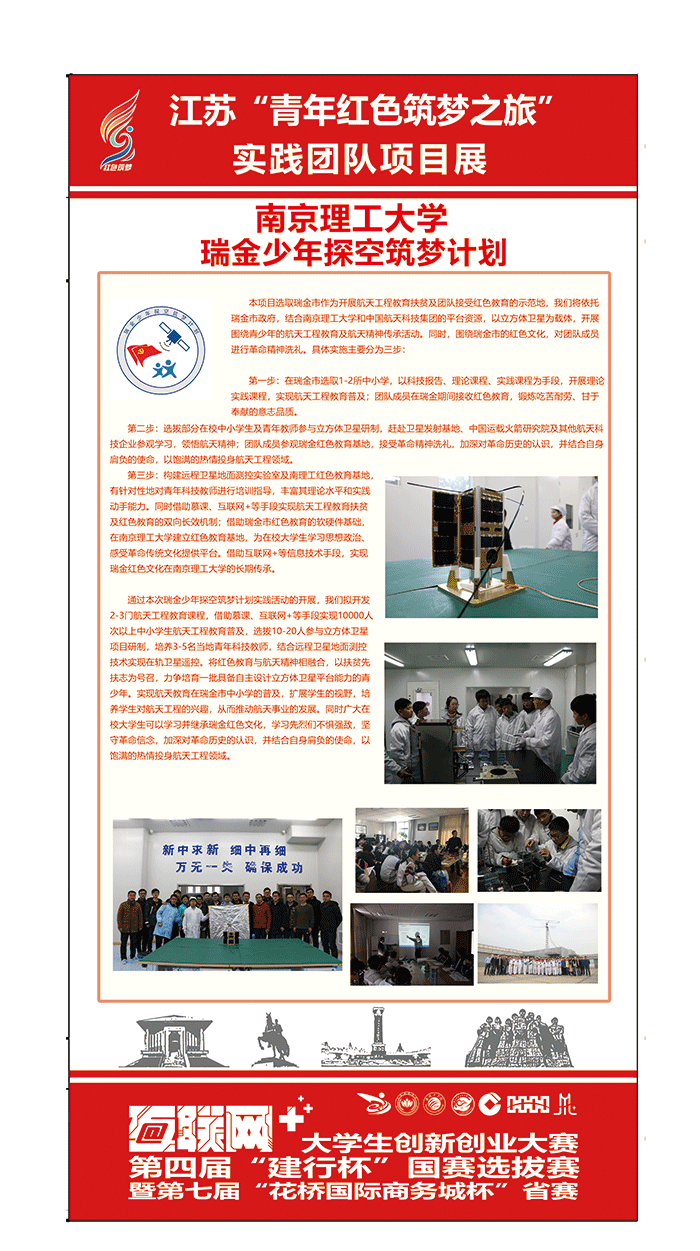 江苏“青年红色筑梦之旅”
实践团队项目展
红色筑梦
南京理工大学
瑞金少年探空筑梦计划
瑞金少年探空筑梦计划
本项目选取瑞金市作为开展航天工程教育扶贫及团队接受红色教育的示范地，我们将依托
瑞金市政府，结合南京理工大学和中国航天科技集团的平台资源，以立方体卫星为载体，开展
围绕青少年的航天工程教育及航天精神传承活动。同时，围绕瑞金市的红色文化，对团队成员
进行革命精神洗礼。具体实施主要分为三步：
第一步：在瑞金市选取1-2所中小学，以科技报告、理论课程、实践课程为手段，开展理论
实践课程，实现航天工程教育普及；团队成员在瑞金期间接收红色教育，锻炼吃苦耐劳、甘于
奉献的意志品质。
第二步：选拔部分在校中小学生及青年教师参与立方体卫星研制，赶赴卫星发射基地、中国运载火箭研究院及其他航天科
技企业参观学习，领悟航天精神；团队成员参观瑞金红色教育基地，接受革命精神洗礼，加深对革命历史的认识，并结合自身
肩负的使命，以饱满的热情投身航天工程领域。
第三步：构建远程卫星地面测控实验室及南理工红色教育基地，
有针对性地对青年科技教师进行培训指导，丰富其理论水平和实践
动手能力。同时借助慕课、互联网+等手段实现航天工程教育扶贫
及红色教育的双向长效机制；借助瑞金市红色教育的软硬件基础，
在南京理工大学建立红色教育基地，为在校大学生学习思想政治、
感受革命传统文化提供平台。借助互联网+等信息技术手段，实现
瑞金红色文化在南京理工大学的长期传承。
通过本次瑞金少年探空筑梦计划实践活动的开展，我们拟开发
2-3门航天工程教育课程，借助慕课、互联网+等手段实现10000人
次以上中小学生航天工程教育普及，选拔10-20人参与立方体卫星
项目研制，培养3-5名当地青年科技教师，结合远程卫星地面测控
技术实现在轨卫星遥控。将红色教育与航天精神相融合，以扶贫先
扶志为号召，力争培育一批具备自主设计立方体卫星平台能力的青
少年。实现航天教育在瑞金市中小学的普及，扩展学生的视野，培
养学生对航天工程的兴趣，从而推动航天事业的发展。同时广大在
校大学生可以学习并继承瑞金红色文化，学习先烈们不惧强敌，坚
守革命信念，加深对革命历史的认识，并结合自身肩负的使命，以
饱满的热情投身航天工程领域。
新中求新 细中再细
万无一失 确保成功
互联网++
大学生创新创业大赛
第四届“建行杯”国赛选拔赛
暨第七届“花桥国际商务城杯”省赛